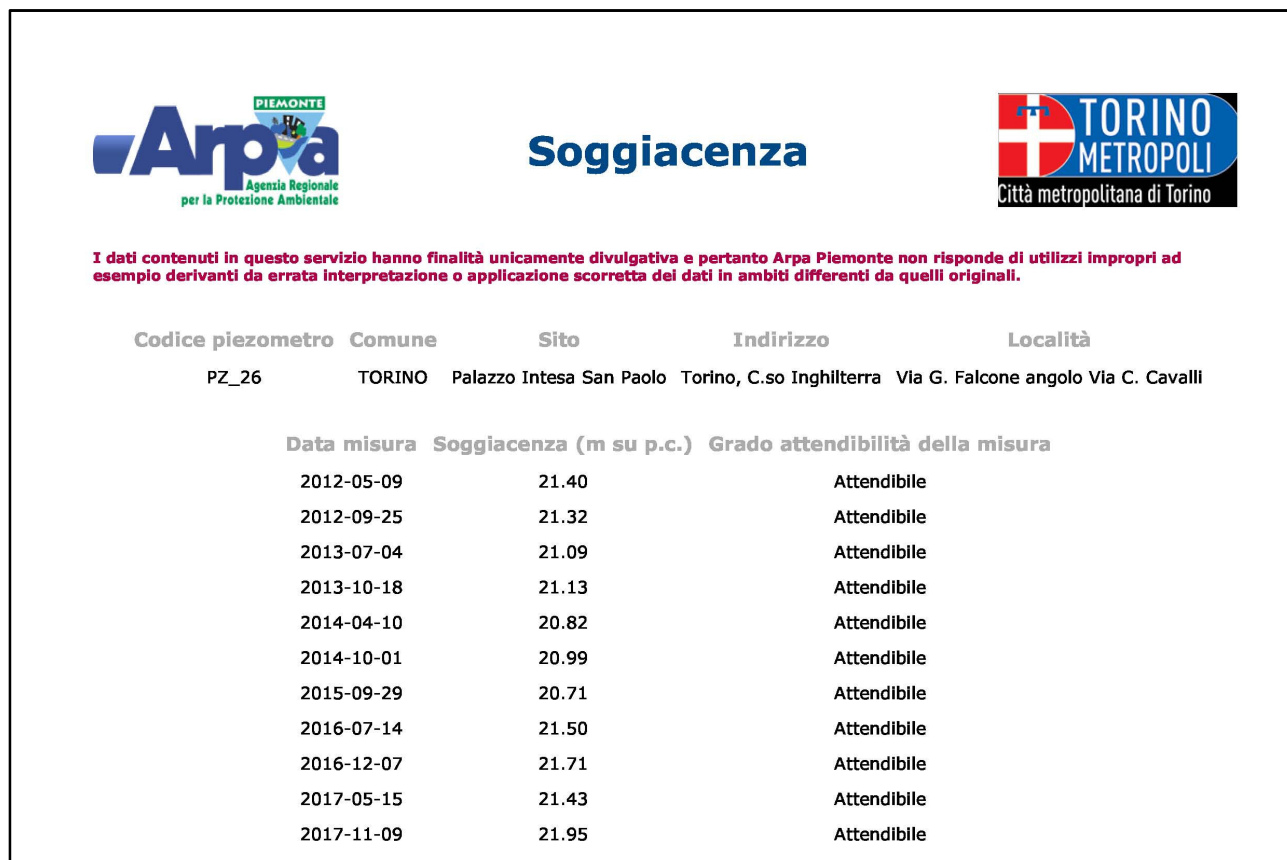 PIEMONTE
Arpa
Agenzia Regionale
per la Protezione Ambientale
Soggiacenza
TORINO
METROPOLI
Città metropolitana di Torino
I dati contenuti in questo servizio hanno finalità unicamente divulgativa e pertanto Arpa Piemonte non risponde di utilizzi impropri ad
esempio derivanti da errata interpretazione o applicazione scorretta dei dati in ambiti differenti da quelli originali.
Codice piezometro Comune Sito Indirizzo Località
PZ_26 TORINO Palazzo Intesa San Paolo Torino, C.so Inghilterra Via G. Falcone angolo Via C. Cavalli
Data misura Soggiacenza (m su p.c.) Grado attendibilità della misura
2012-05-09 21.40 Attendibile
2012-09-25 21.32 Attendibile
2013-07-04 21.09 Attendibile
2013-10-18 21.13 Attendibile
2014-04-10 20.82 Attendibile
2014-10-01 20.99 Attendibile
2015-09-29 20.71 Attendibile
2016-07-14 21.50 Attendibile
2016-12-07 21.71 Attendibile
2017-05-15 21.43 Attendibile
2017-11-09 21.95 Attendibile